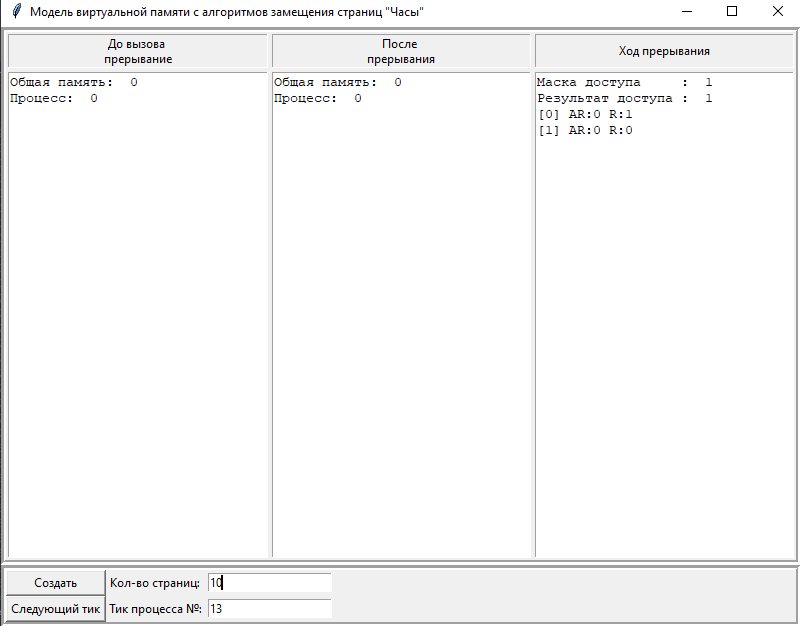 Модель виртуальной памяти с алгоритмов замещения страниц "Часы"
До вызова
прерывание
После
прерывания
Ход прерывания
Общая память: 0
Процесс: 0
Общая память: 0
Процесс: 0
Маска доступа : 1
Результат доступа : 1
[0] AR:0 R:1
[1] AR:0 R:0
Создать
Кол-во страниц:
10
Следующий тик
Тик процесса №:
13